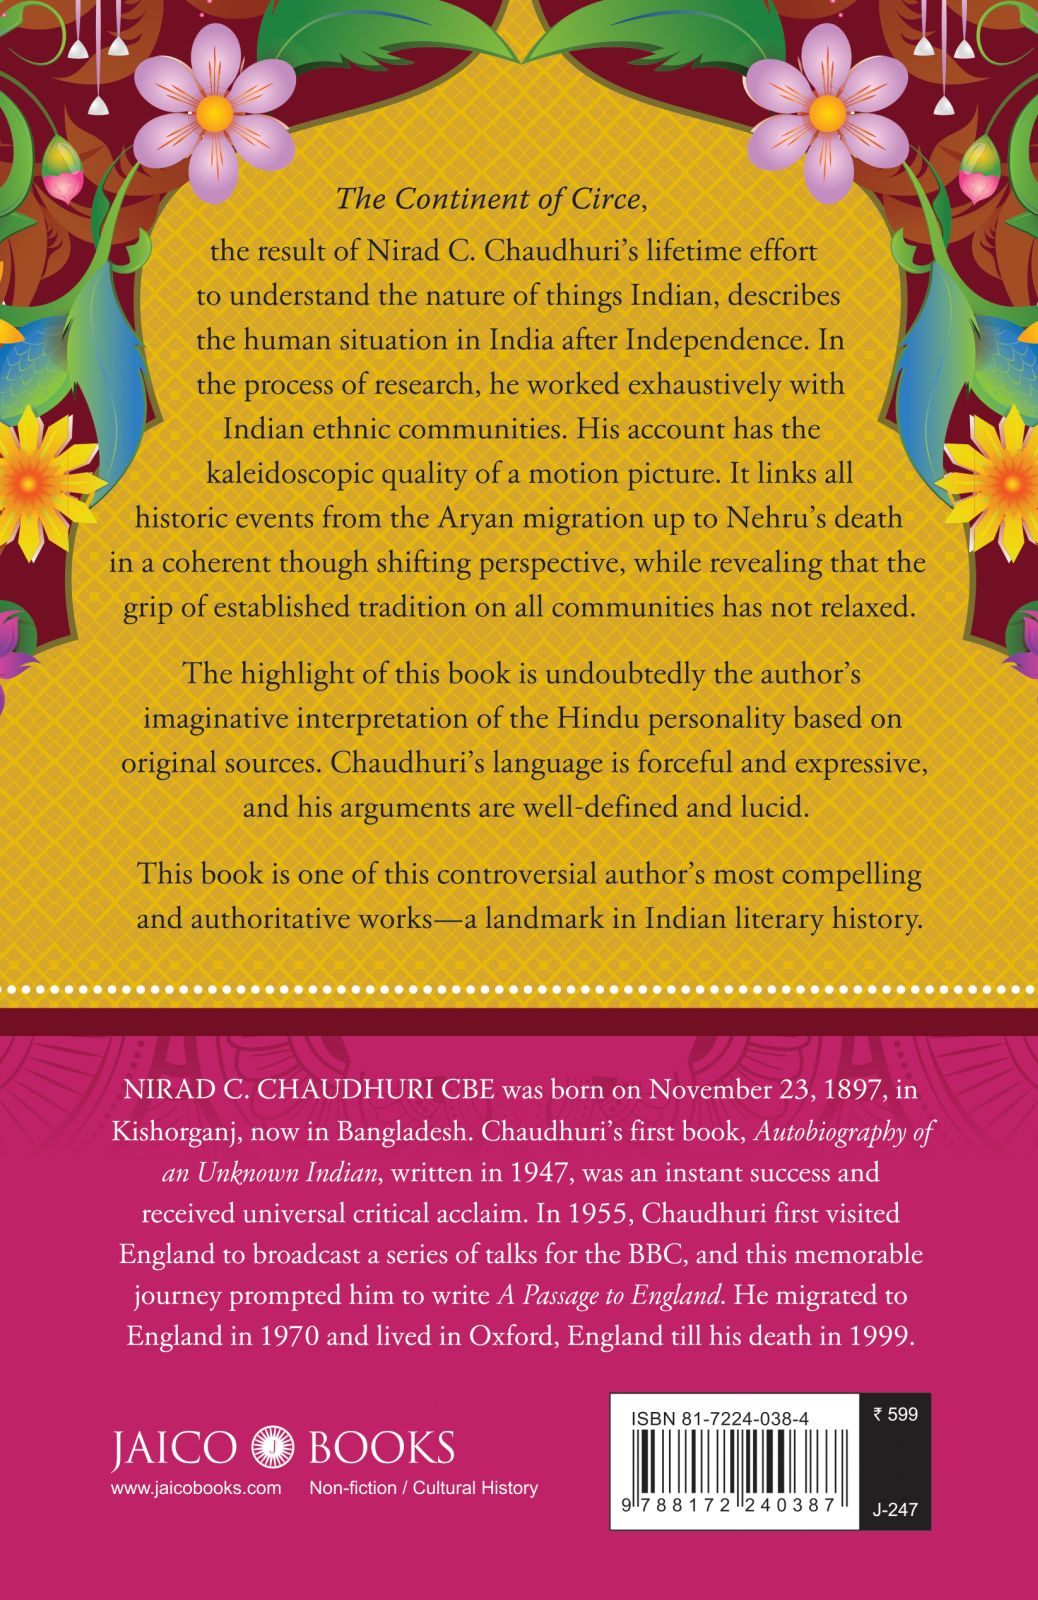 The Continent of Circe,
the result of Nirad C. Chaudhuri’s lifetime effort
to understand the nature of things Indian, describes
the human situation in India after Independence. In
the process of research, he worked exhaustively with
Indian ethnic communities. His account has the
kaleidoscopic quality of a motion picture. It links all
historic events from the Aryan migration up to Nehru’s death
in a coherent though shifting perspective, while revealing that the
grip of established tradition on all communities has not relaxed.
The highlight of this book is undoubtedly the author’s
imaginative interpretation of the Hindu personality based on
original sources. Chaudhuri’s language is forceful and expressive,
and his arguments are well-defined and lucid.
This book is one of this controversial author’s most compelling
and authoritative works—a landmark in Indian literary history.
NIRAD C. CHAUDHURI CBE was born on November 23, 1897, in
Kishorganj, now in Bangladesh. Chaudhuri’s first book, Autobiography of
an Unknown Indian, written in 1947, was an instant success and
received universal critical acclaim. In 1955, Chaudhuri first visited
England to broadcast a series of talks for the BBC, and this memorable
journey prompted him to write A Passage to England. He migrated to
England in 1970 and lived in Oxford, England till his death in 1999.
JAICO J BOOKS
www.jaicobooks.com Non-fiction / Cultural History
ISBN 81-7224-038-4
9 788172 240387
₹ 599
J-247